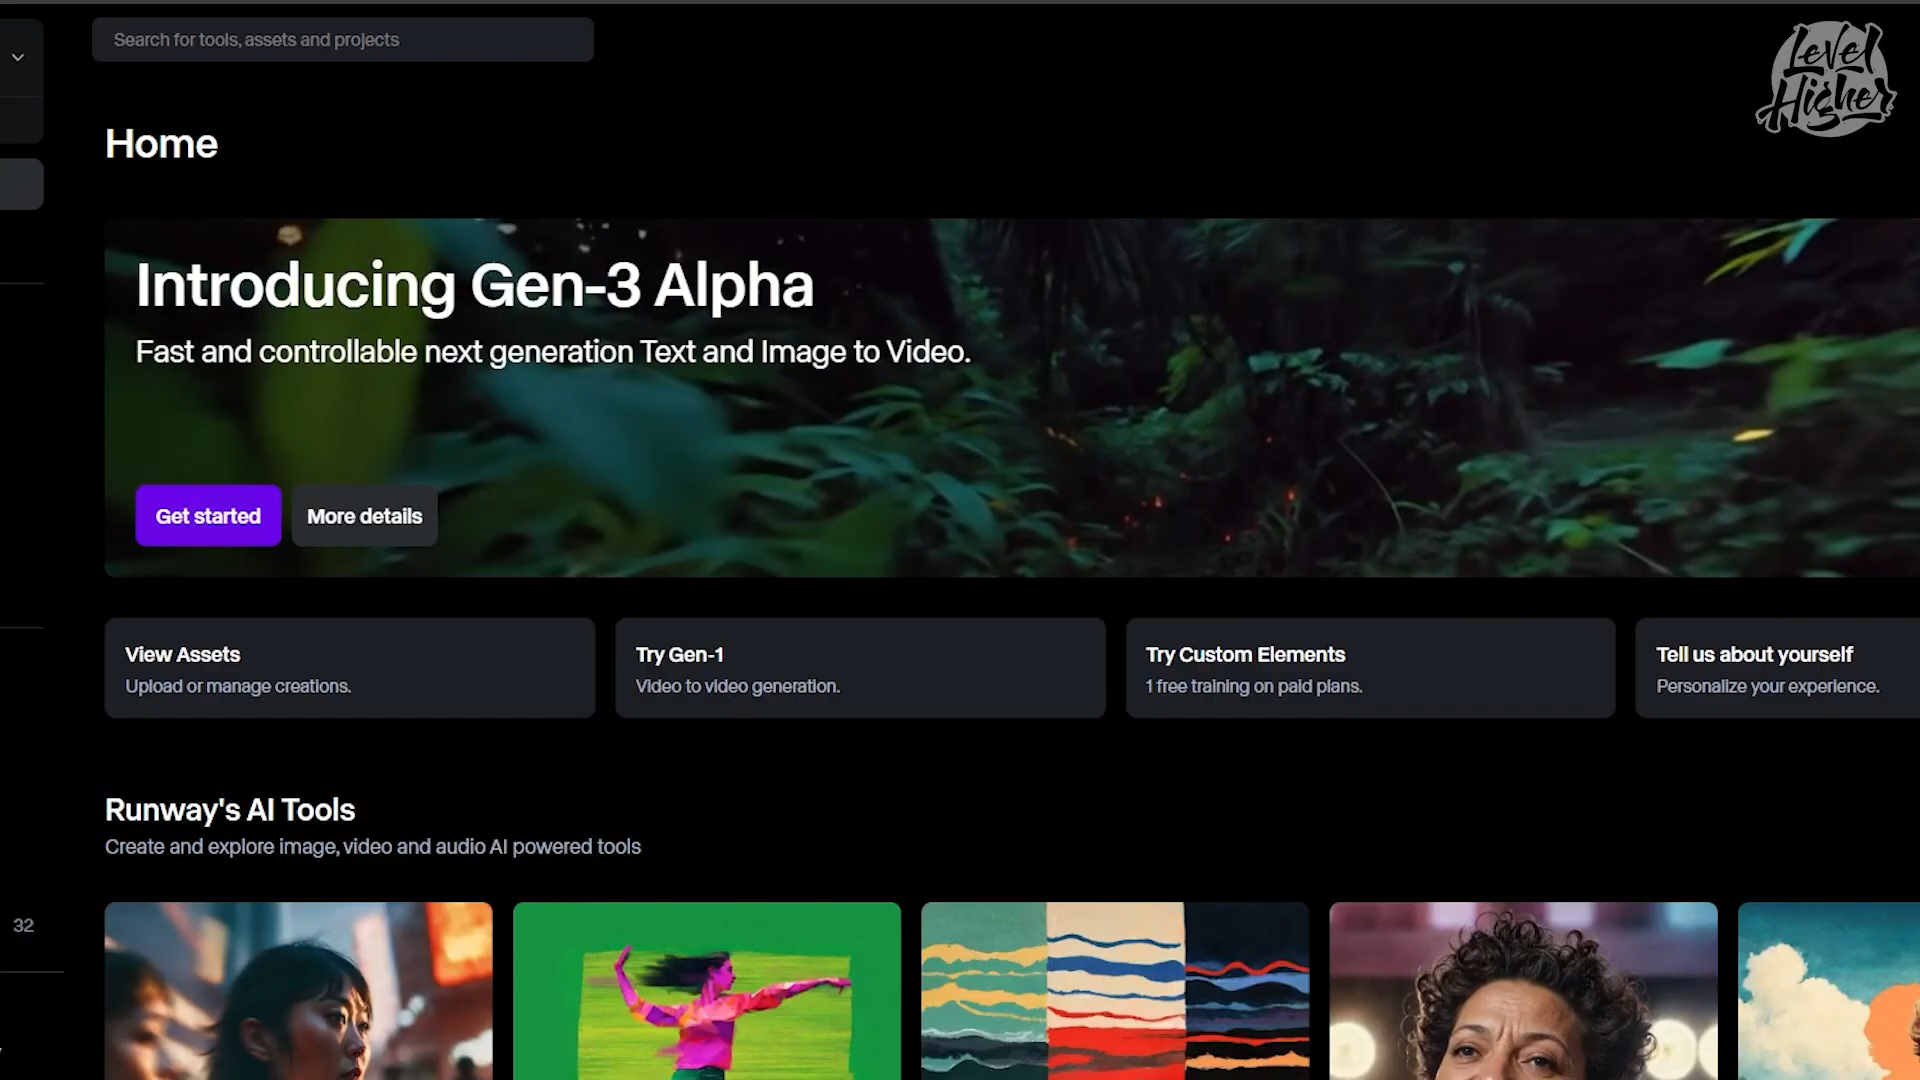 Search for tools, assets and projects
Level
Higher
Home
Introducing Gen-3 Alpha
Fast and controllable next generation Text and Image to Video.
Get started
More details
View Assets
Upload or manage creations.
Try Gen-1
Video to video generation.
Try Custom Elements
1 free training on paid plans.
Tell us about yourself
Personalize your experience.
Runway's AI Tools
Create and explore image, video and audio AI powered tools
32